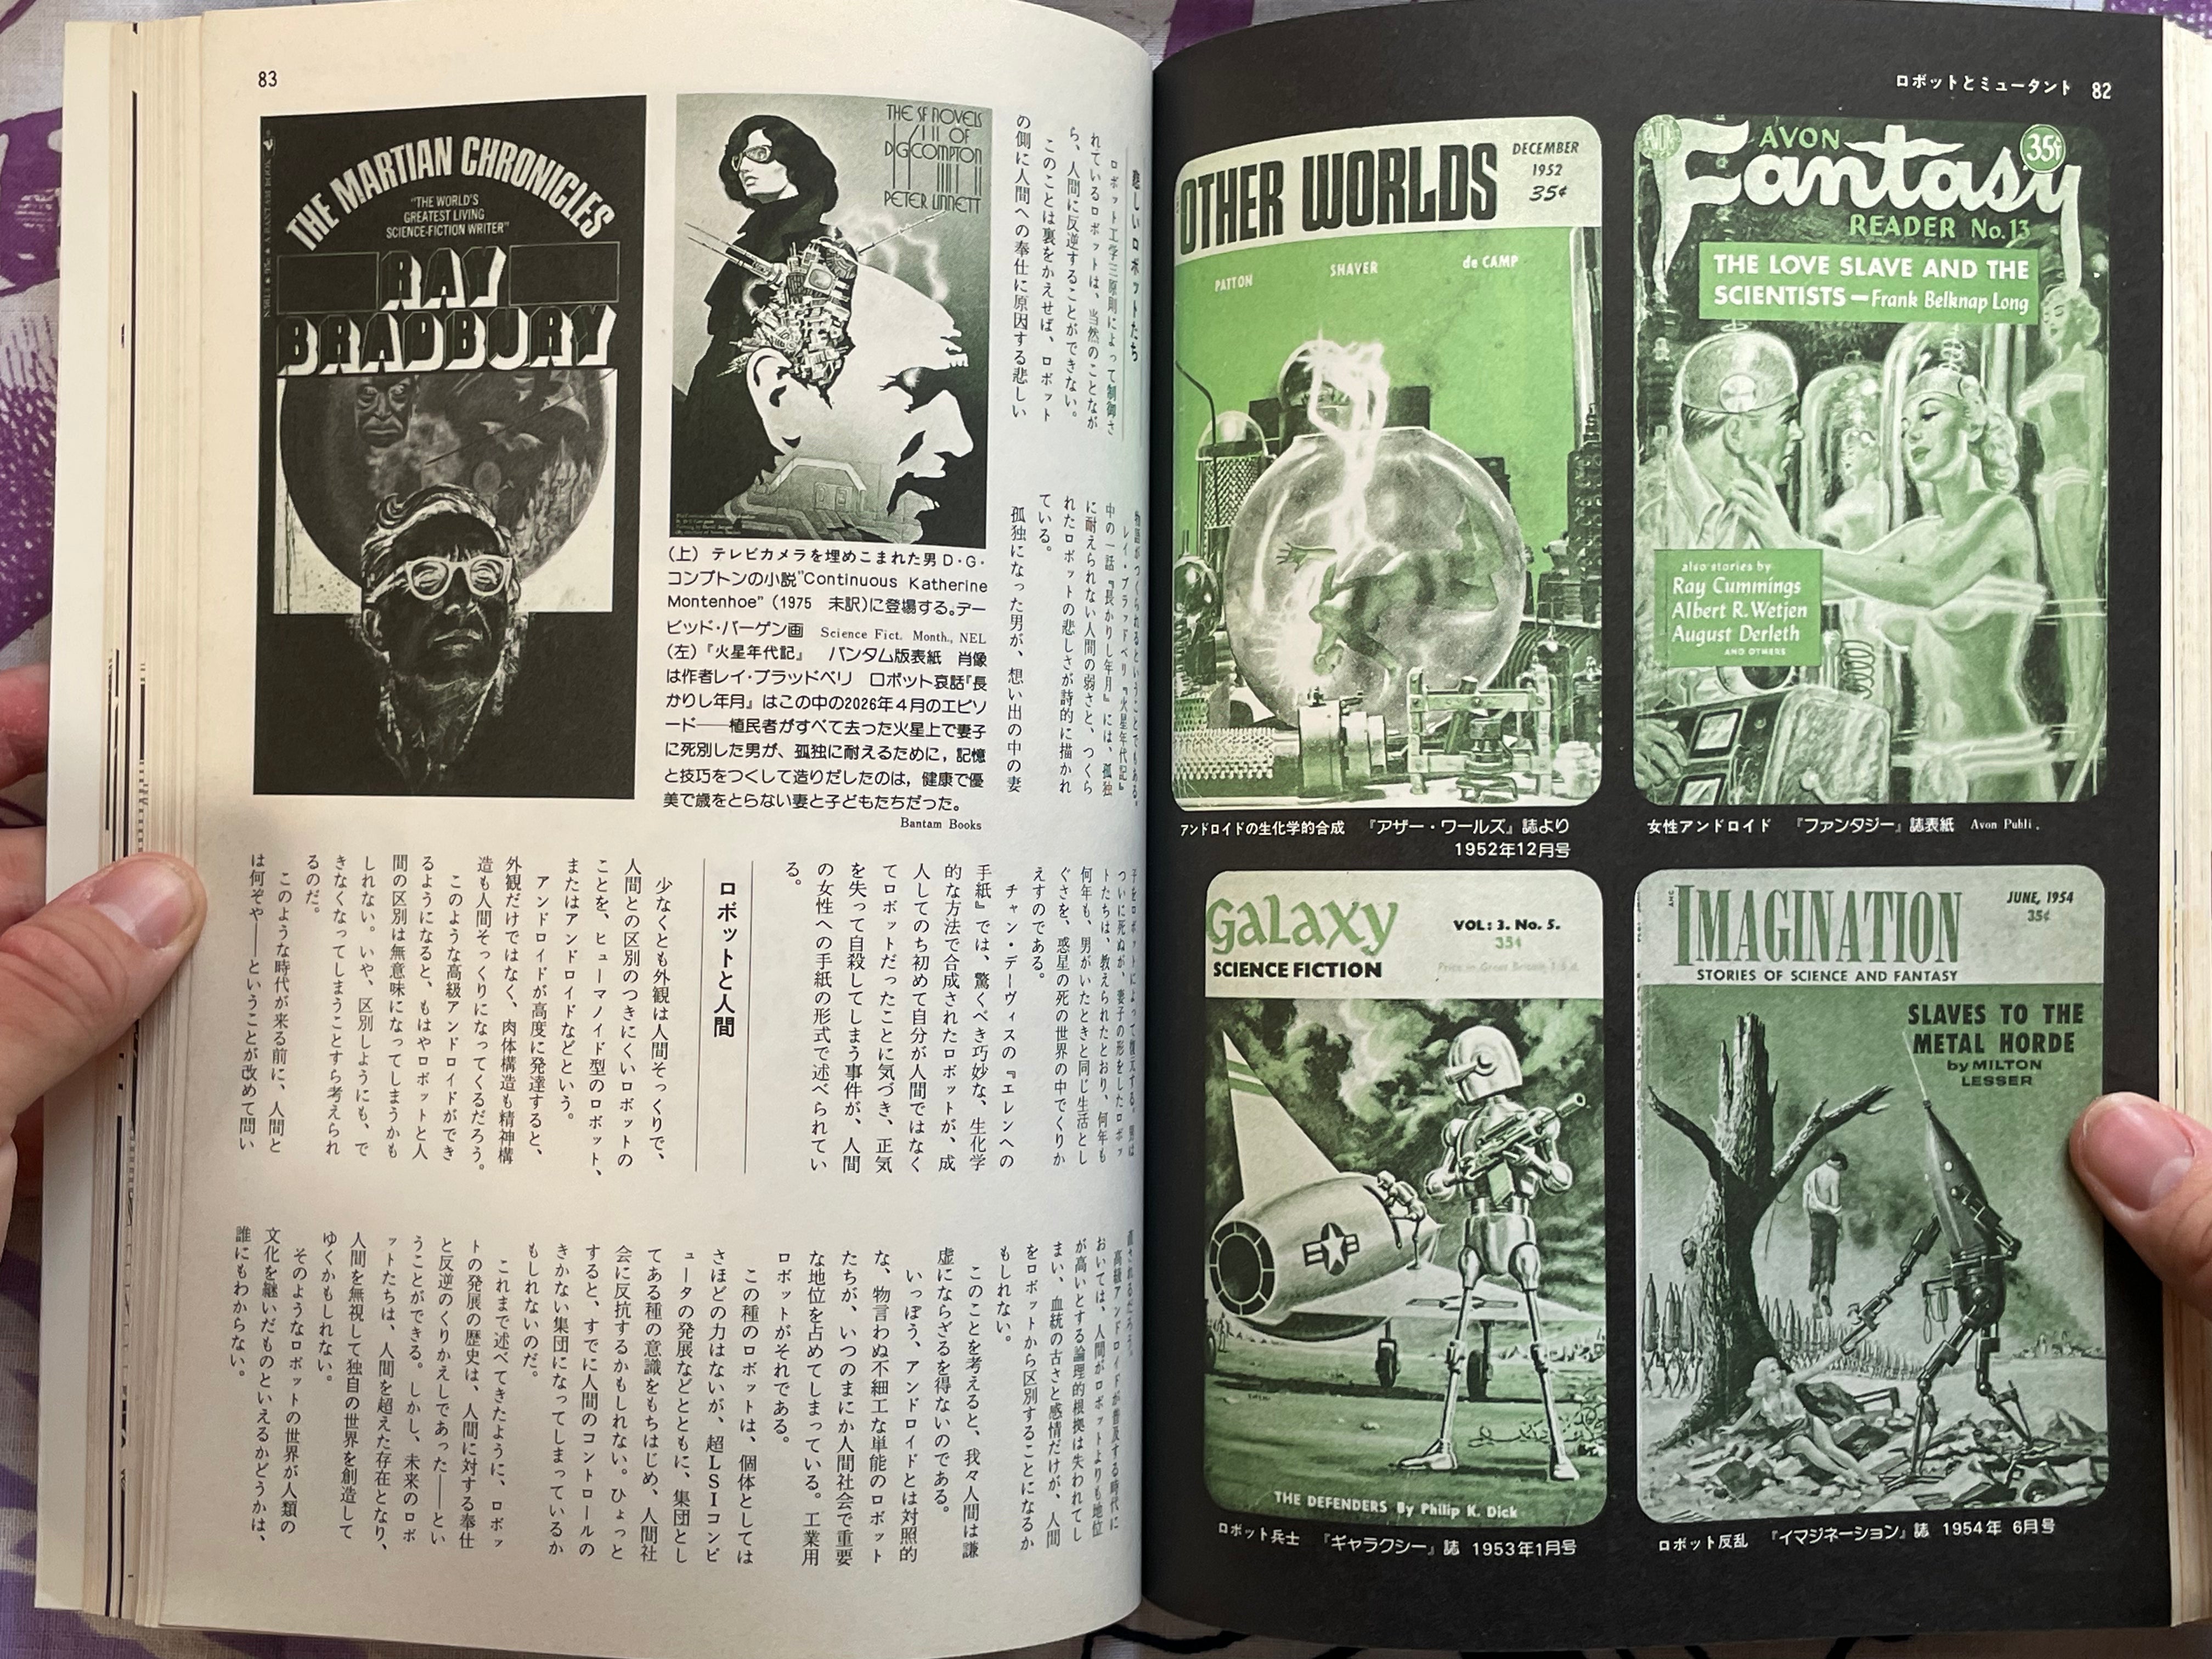 ロボットとミュータント 82
AVON
Fantasy
35¢
READER No.13
THE LOVE SLAVE AND THE
SCIENTISTS — Frank Belknap Long
also stories by
Ray Cummings
Albert R. Wetjen
August Derleth
AND OTHERS
女性アンドロイド 『ファンタジー』誌表紙 Avon Publi.
OTHER WORLDS
DECEMBER
1952
35¢
PATTON
SHAVER
de CAMP
アンドロイドの生化学的合成 『アザー・ワールズ』誌より
1952年12月号
IMAGINATION
JUNE, 1954
35¢
STORIES OF SCIENCE AND FANTASY
SLAVES TO THE
METAL HORDE
by MILTON
LESSER
ロボット反乱 『イマジネーション』誌 1954年 6月号
GALAXY
SCIENCE FICTION
VOL: 3. No. 5.
35¢
THE DEFENDERS By Philip K. Dick
ロボット兵士 『ギャラクシー』誌 1953年1月号
83
悲しいロボットたち
ロボット工学三原則によって制御さ
れているロボットは、当然のことなが
ら、人間に反逆することができない。
このことは裏をかえせば、ロボット
の側に人間への奉仕に原因する悲しい
物語がつくられるということでもある。
レイ・ブラッドベリ『火星年代記』
中の一話『長かりし年月』には、孤独
に耐えられない人間の弱さと、つくら
れたロボットの悲しさが詩的に描かれ
ている。
孤独になった男が、想い出の中の妻
THE SF NOVELS
OF
D·G·COMPTON
PETER LINNETT
(上) テレビカメラを埋めこまれた男 D・G・
コンプトンの小説"Continuous Katherine
Montenhoe" (1975 未訳)に登場する。デー
ビッド・バーゲン画 Science Fict. Month., NEL
(左)『火星年代記』 バンタム版表紙 肖像
は作者レイ・ブラッドベリ ロボット哀話『長
かりし年月』はこの中の2026年4月のエピソ
ード──植民者がすべて去った火星上で妻子
に死別した男が、孤独に耐えるために，記憶
と技巧をつくして造りだしたのは，健康で優
美で歳をとらない妻と子どもたちだった。
Bantam Books
THE MARTIAN CHRONICLES
"THE WORLD'S
GREATEST LIVING
SCIENCE-FICTION WRITER"
RAY
BRADBURY
子をロボットによって復元する。男は
ついに死ぬが、妻子の形をしたロボッ
トたちは、教えられたとおり、何年も
何年も、男がいたときと同じ生活とし
ぐさを、惑星の死の世界の中でくりか
えすのである。
チャン・デーヴィスの『エレンへの
手紙』では、驚くべき巧妙な、生化学
的な方法で合成されたロボットが、成
人してのち初めて自分が人間ではなく
てロボットだったことに気づき、正気
を失って自殺してしまう事件が、人間
の女性への手紙の形式で述べられてい
る。
ロボットと人間
少なくとも外観は人間そっくりで、
人間との区別のつきにくいロボットの
ことを、ヒューマノイド型のロボット、
またはアンドロイドなどという。
アンドロイドが高度に発達すると、
外観だけではなく、肉体構造も精神構
造も人間そっくりになってくるだろう。
このような高級アンドロイドができ
るようになると、もはやロボットと人
間の区別は無意味になってしまうかも
しれない。いや、区別しようにも、で
きなくなってしまうことすら考えられ
るのだ。
このような時代が来る前に、人間と
は何ぞや──ということが改めて問い
直されるだろう。
高級アンドロイドが普及する時代に
おいては、人間がロボットよりも地位
が高いとする論理的根拠は失われてし
まい、血統の古さと感情だけが、人間
をロボットから区別することになるか
もしれない。
このことを考えると、我々人間は謙
虚にならざるを得ないのである。
いっぽう、アンドロイドとは対照的
な、物言わぬ不細工な単能のロボット
たちが、いつのまにか人間社会で重要
な地位を占めてしまっている。工業用
ロボットがそれである。
この種のロボットは、個体としては
さほどの力はないが、超LSIコンピ
ュータの発展などとともに、集団とし
てある種の意識をもちはじめ、人間社
会に反抗するかもしれない。ひょっと
すると、すでに人間のコントロールの
きかない集団になってしまっているか
もしれないのだ。
これまで述べてきたように、ロボッ
トの発展の歴史は、人間に対する奉仕
と反逆のくりかえしであった──とい
うことができる。しかし、未来のロボ
ットたちは、人間を超えた存在となり、
人間を無視して独自の世界を創造して
ゆくかもしれない。
そのようなロボットの世界が人類の
文化を継いだものといえるかどうかは、
誰にもわからない。